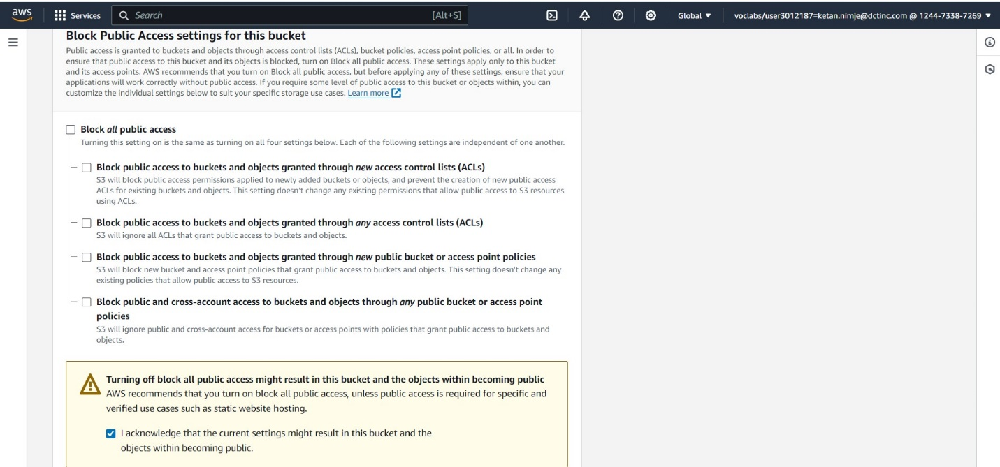 aws Services Search [Alt+S] Global ▼ voclabs/user3012187=ketan.nimje@dctinc.com @ 1244-7338-7269 ▼
Block Public Access settings for this bucket
Public access is granted to buckets and objects through access control lists (ACLs), bucket policies, access point policies, or all. In order to
ensure that public access to this bucket and its objects is blocked, turn on Block all public access. These settings apply only to this bucket
and its access points. AWS recommends that you turn on Block all public access, but before applying any of these settings, ensure that your
applications will work correctly without public access. If you require some level of public access to this bucket or objects within, you can
customize the individual settings below to suit your specific storage use cases. Learn more
Block all public access
Turning this setting on is the same as turning on all four settings below. Each of the following settings are independent of one another.
Block public access to buckets and objects granted through new access control lists (ACLs)
S3 will block public access permissions applied to newly added buckets or objects, and prevent the creation of new public access
ACLs for existing buckets and objects. This setting doesn't change any existing permissions that allow public access to S3 resources
using ACLs.
Block public access to buckets and objects granted through any access control lists (ACLs)
S3 will ignore all ACLs that grant public access to buckets and objects.
Block public access to buckets and objects granted through new public bucket or access point policies
S3 will block new bucket and access point policies that grant public access to buckets and objects. This setting doesn't change any
existing policies that allow public access to S3 resources.
Block public and cross-account access to buckets and objects through any public bucket or access point
policies
S3 will ignore public and cross-account access for buckets or access points with policies that grant public access to buckets and
objects.
Turning off block all public access might result in this bucket and the objects within becoming public
AWS recommends that you turn on block all public access, unless public access is required for specific and
verified use cases such as static website hosting.
I acknowledge that the current settings might result in this bucket and the
objects within becoming public.